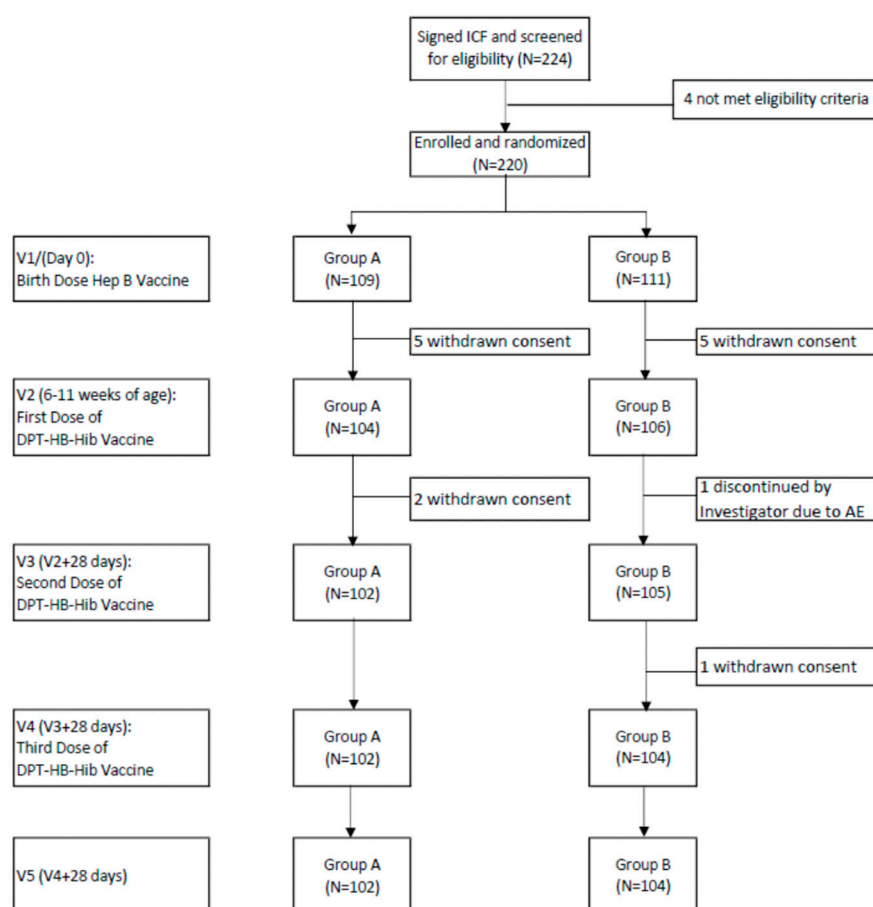 Signed ICF and screened
for eligibility (N=224)
4 not met eligibility criteria
Enrolled and randomized
(N=220)
V1/(Day 0):
Birth Dose Hep B Vaccine
Group A
(N=109)
Group B
(N=111)
5 withdrawn consent
5 withdrawn consent
V2 (6-11 weeks of age):
First Dose of
DPT-HB-Hib Vaccine
Group A
(N=104)
Group B
(N=106)
2 withdrawn consent
1 discontinued by
Investigator due to AE
V3 (V2+28 days):
Second Dose of
DPT-HB-Hib Vaccine
Group A
(N=102)
Group B
(N=105)
1 withdrawn consent
V4 (V3+28 days):
Third Dose of
DPT-HB-Hib Vaccine
Group A
(N=102)
Group B
(N=104)
V5 (V4+28 days)
Group A
(N=102)
Group B
(N=104)